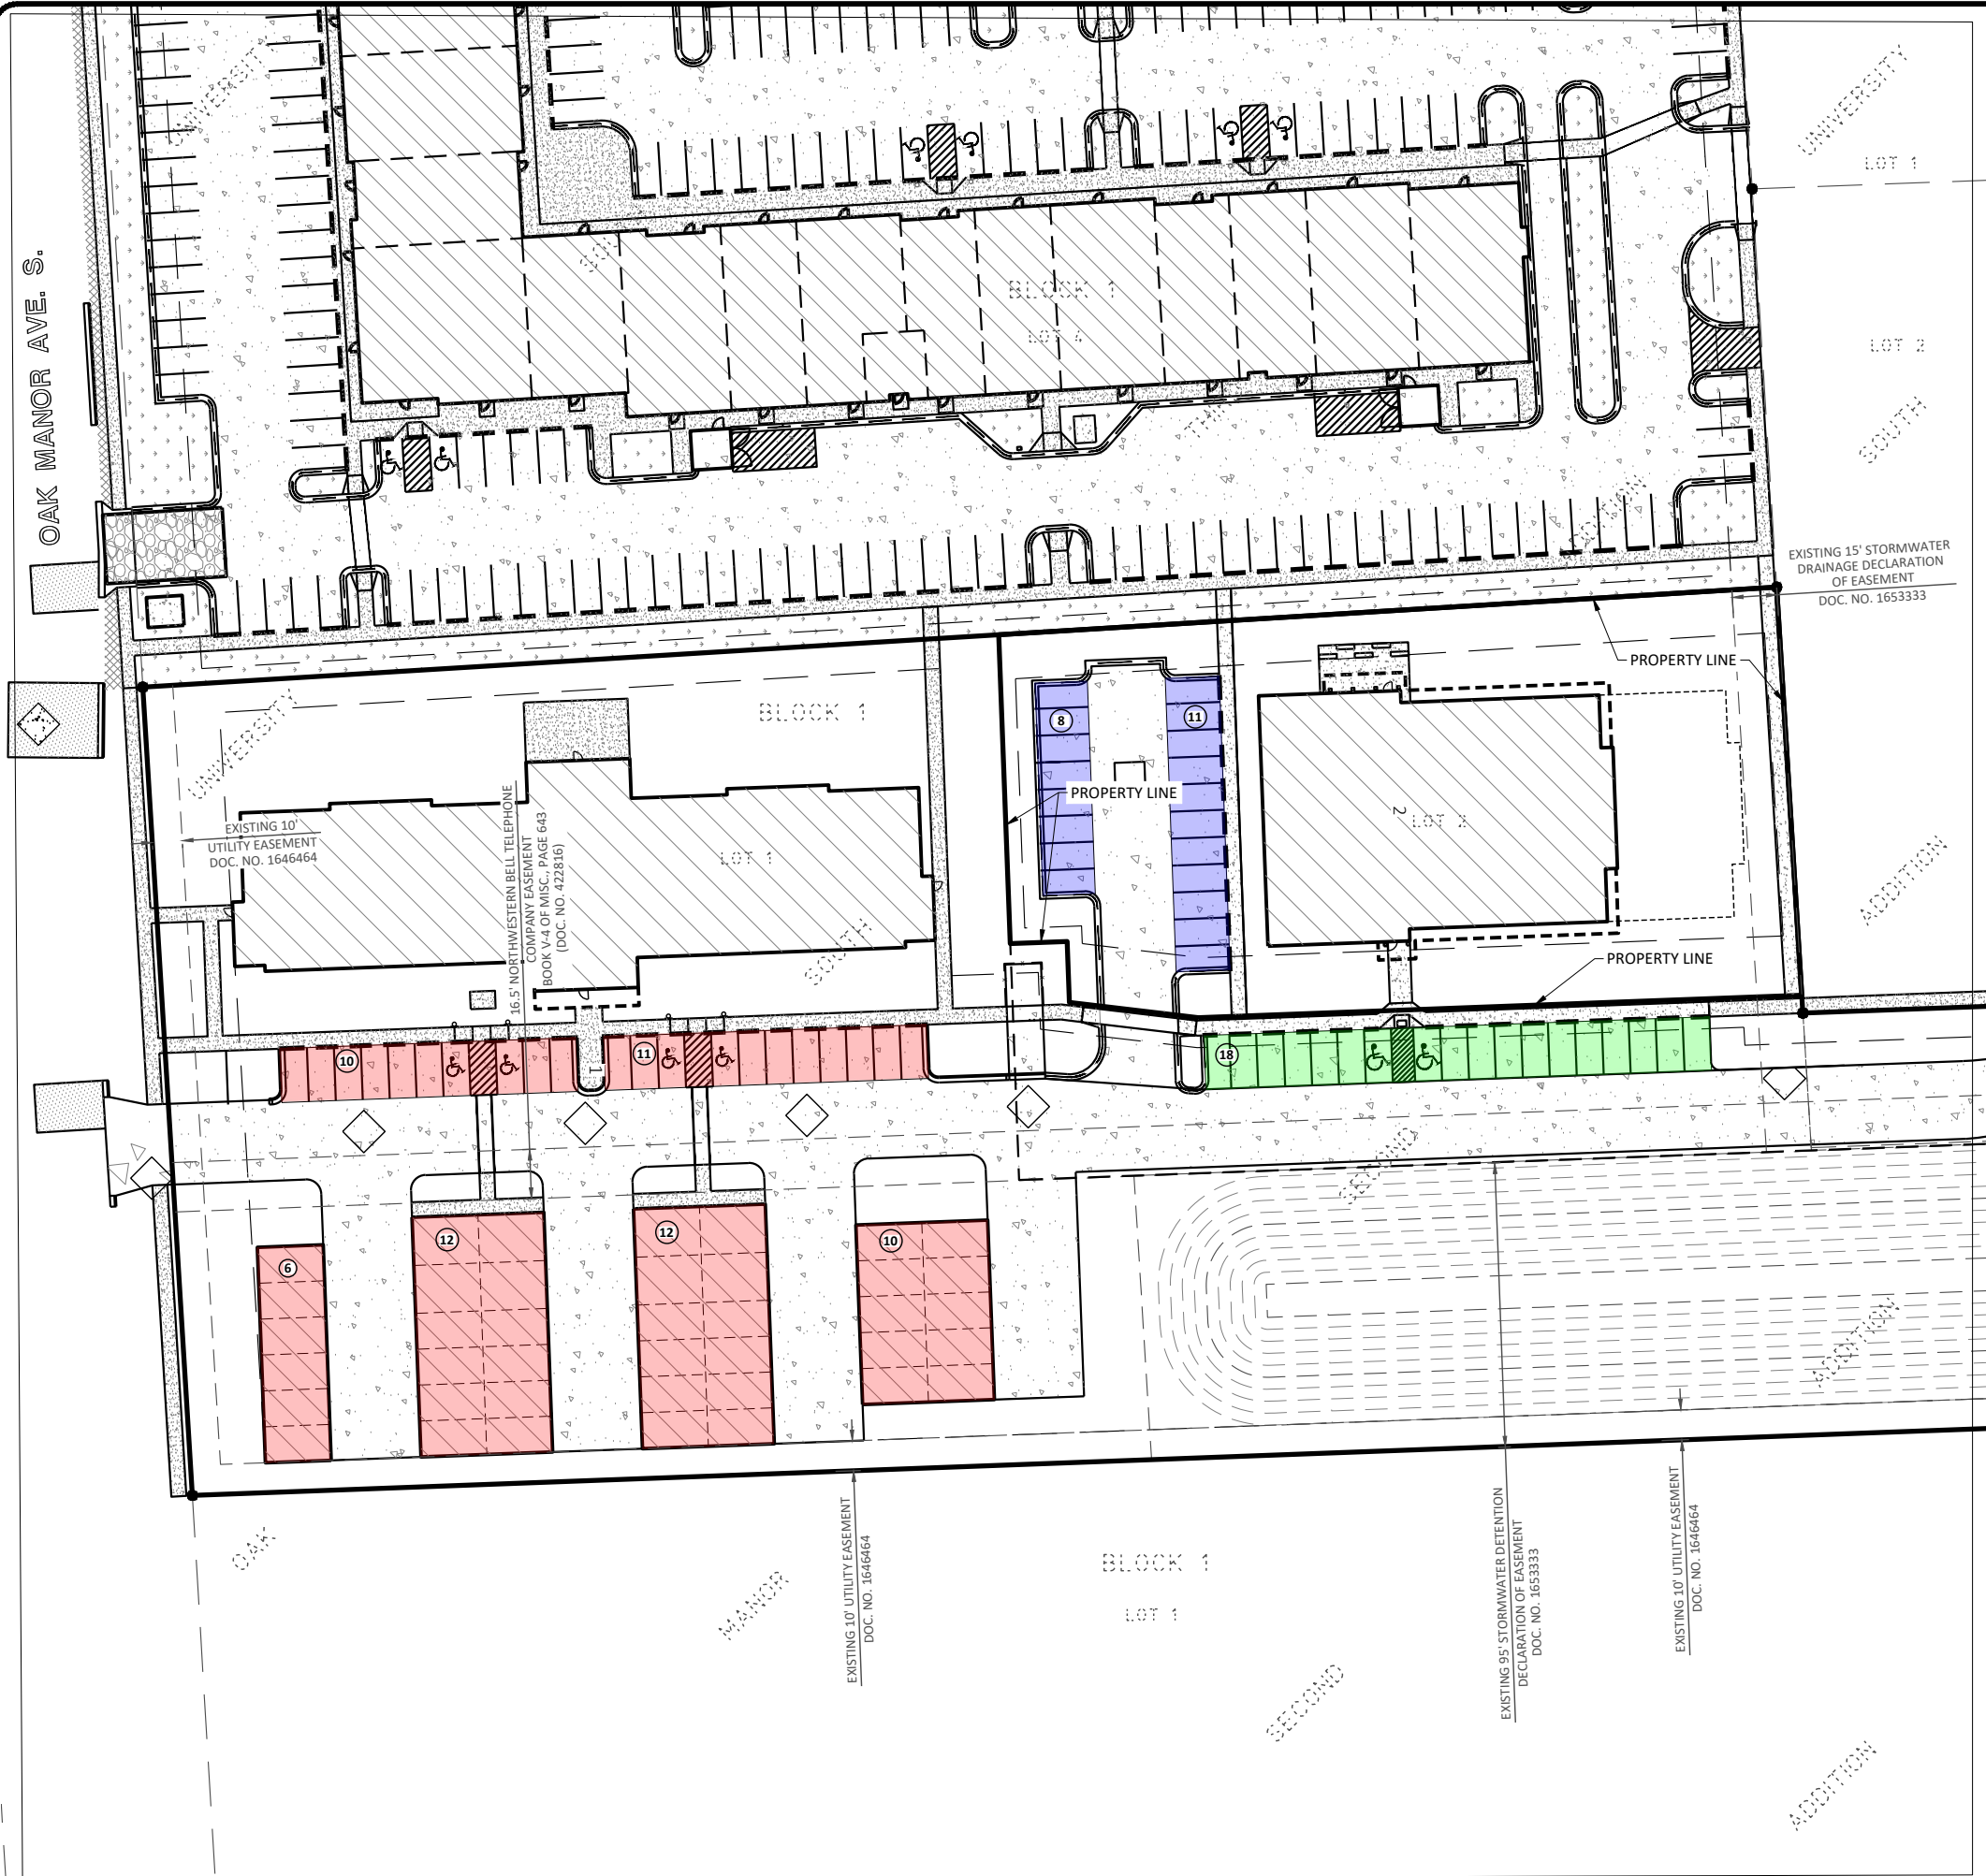 UNIVERSITY
UNIVERSITY
LOT 1
OAK MANOR AVE. S.
BLOCK 1
LOT 4
LOT 2
SOUTH
ADDITION
EXISTING 15' STORMWATER
DRAINAGE DECLARATION
OF EASEMENT
DOC. NO. 1653333
PROPERTY LINE
UNIVERSITY
BLOCK 1
8
11
PROPERTY LINE
EXISTING 10'
UTILITY EASEMENT
DOC. NO. 1646464
16.5' NORTHWESTERN BELL TELEPHONE
COMPANY EASEMENT
BOOK V-4 OF MISC., PAGE 643
(DOC. NO. 422816)
LOT 1
2
LOT 2
ADDITION
SOUTH
PROPERTY LINE
10
11
1
18
SECOND
12
12
10
6
ADDITION
OAK
MANOR
EXISTING 10' UTILITY EASEMENT
DOC. NO. 1646464
BLOCK 1
LOT 1
EXISTING 95' STORMWATER DETENTION
DECLARATION OF EASEMENT
DOC. NO. 1653333
EXISTING 10' UTILITY EASEMENT
DOC. NO. 1646464
SECOND
ADDITION